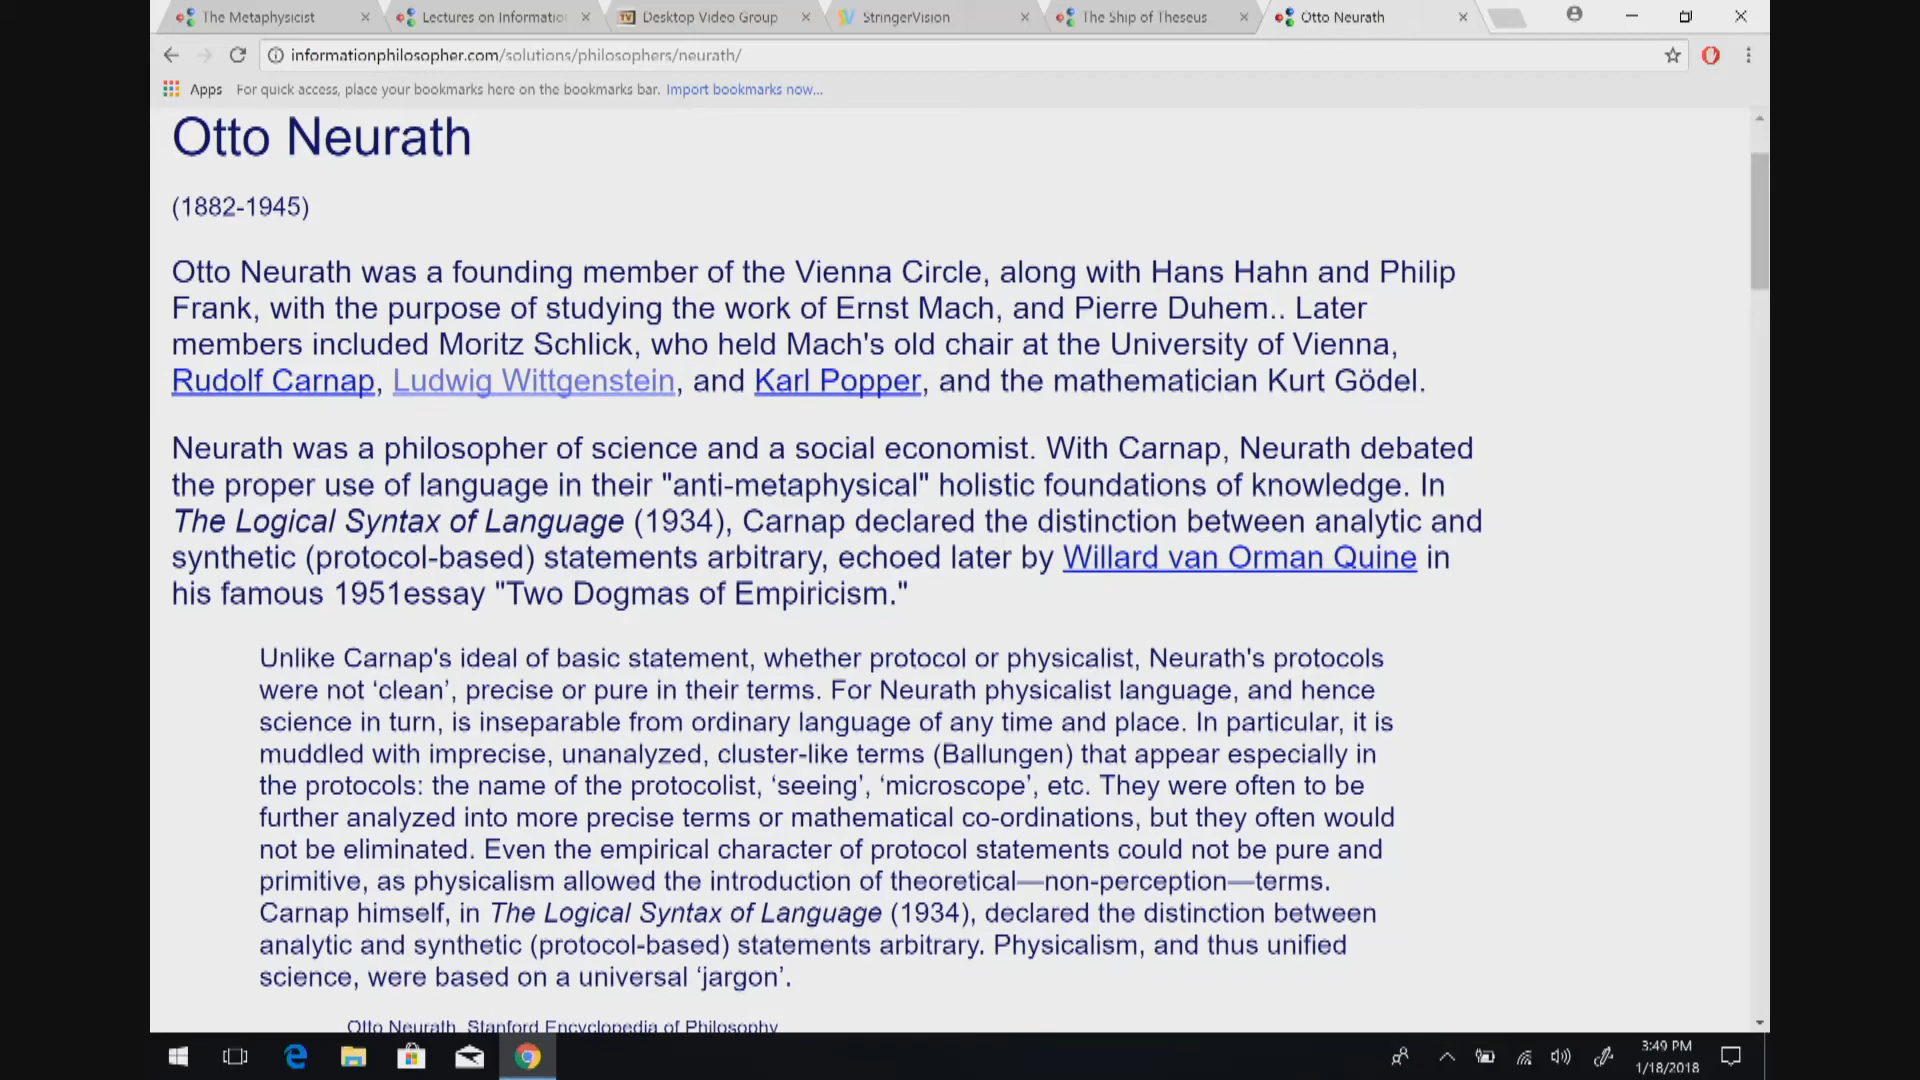 The Metaphysicist
Lectures on Information
Desktop Video Group
StringerVision
The Ship of Theseus
Otto Neurath
informationphilosopher.com/solutions/philosophers/neurath/
Apps For quick access, place your bookmarks here on the bookmarks bar. Import bookmarks now...
Otto Neurath
(1882-1945)
Otto Neurath was a founding member of the Vienna Circle, along with Hans Hahn and Philip
Frank, with the purpose of studying the work of Ernst Mach, and Pierre Duhem.. Later
members included Moritz Schlick, who held Mach's old chair at the University of Vienna,
Rudolf Carnap, Ludwig Wittgenstein, and Karl Popper, and the mathematician Kurt Gödel.
Neurath was a philosopher of science and a social economist. With Carnap, Neurath debated
the proper use of language in their "anti-metaphysical" holistic foundations of knowledge. In
The Logical Syntax of Language (1934), Carnap declared the distinction between analytic and
synthetic (protocol-based) statements arbitrary, echoed later by Willard van Orman Quine in
his famous 1951essay "Two Dogmas of Empiricism."
Unlike Carnap's ideal of basic statement, whether protocol or physicalist, Neurath's protocols
were not ‘clean’, precise or pure in their terms. For Neurath physicalist language, and hence
science in turn, is inseparable from ordinary language of any time and place. In particular, it is
muddled with imprecise, unanalyzed, cluster-like terms (Ballungen) that appear especially in
the protocols: the name of the protocolist, ‘seeing’, ‘microscope’, etc. They were often to be
further analyzed into more precise terms or mathematical co-ordinations, but they often would
not be eliminated. Even the empirical character of protocol statements could not be pure and
primitive, as physicalism allowed the introduction of theoretical—non-perception—terms.
Carnap himself, in The Logical Syntax of Language (1934), declared the distinction between
analytic and synthetic (protocol-based) statements arbitrary. Physicalism, and thus unified
science, were based on a universal ‘jargon’.
Otto Neurath, Stanford Encyclopedia of Philosophy
3:49 PM
1/18/2018